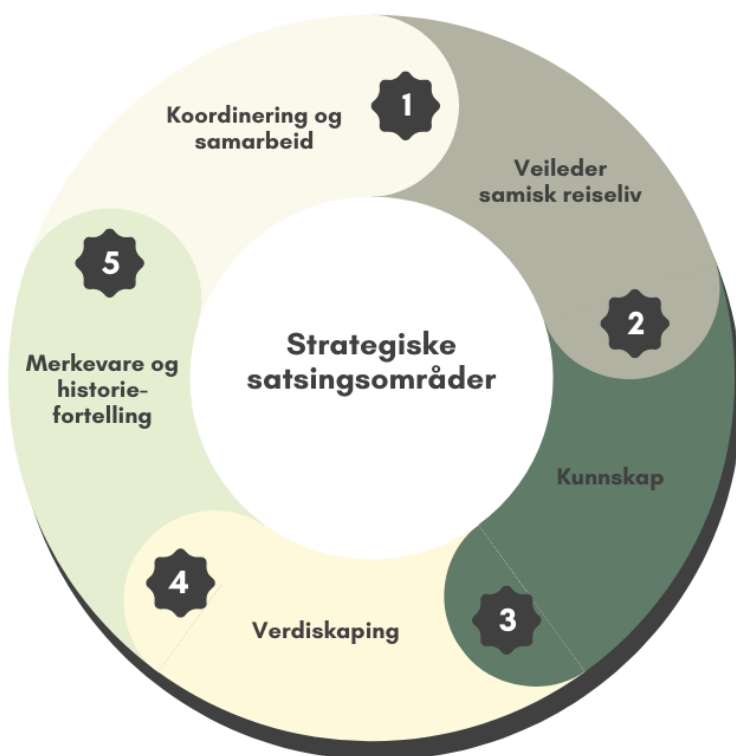 Strategiske
satsingsområder
1
Koordinering og
samarbeid
2
Veileder
samisk reiseliv
3
Kunnskap
4
Verdiskaping
5
Merkevare og
historie-
fortelling